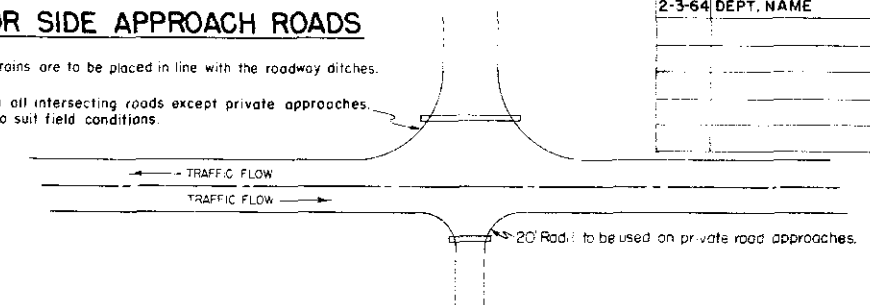 OR SIDE APPROACH ROADS
2-3-64 DEPT. NAME
rains are to be placed in line with the roadway ditches.
all intersecting roads except private approaches.
o suit field conditions.
TRAFFIC FLOW
TRAFFIC FLOW
20' Radii to be used on private road approaches.